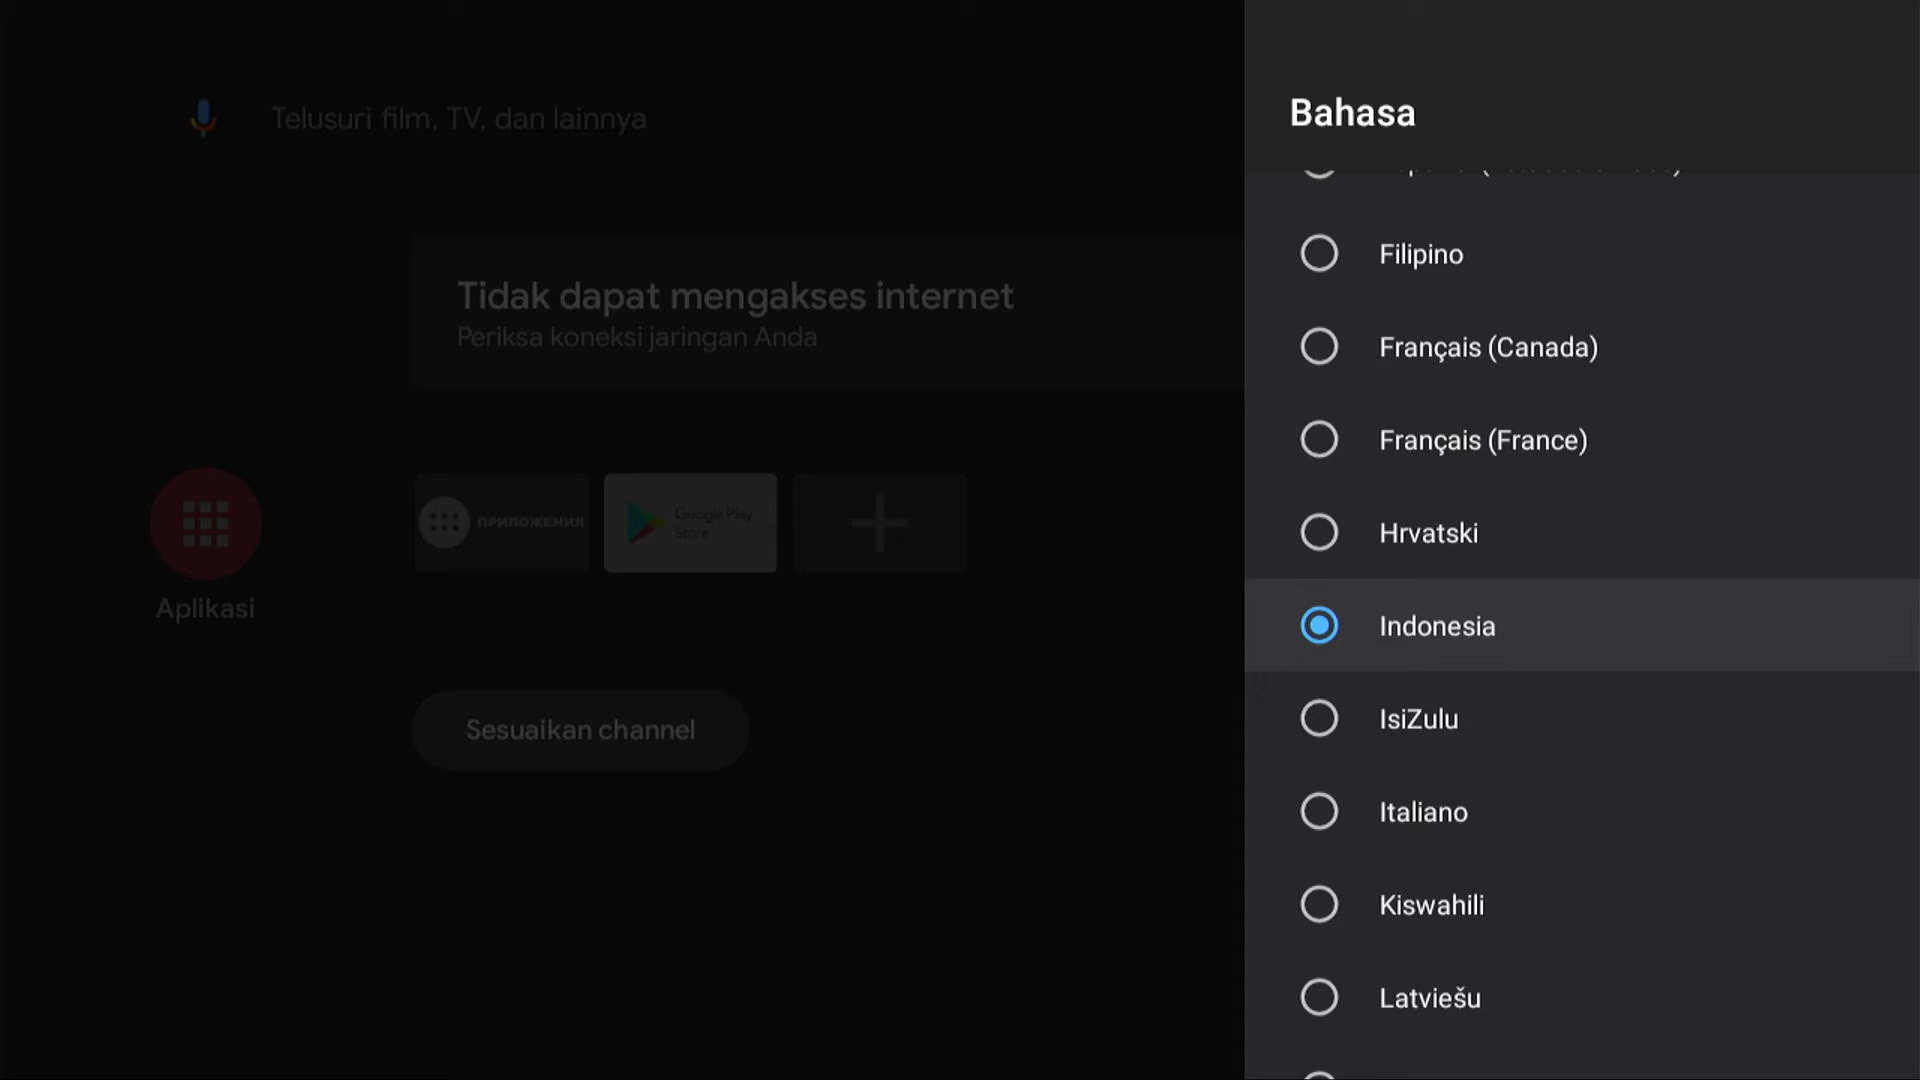 Telusuri film, TV, dan lainnya
Tidak dapat mengakses internet
Periksa koneksi jaringan Anda
ПРИЛОЖЕНИЯ
Google Play
Store
Aplikasi
Sesuaikan channel
Bahasa
Filipino
Français (Canada)
Français (France)
Hrvatski
Indonesia
IsiZulu
Italiano
Kiswahili
Latviešu